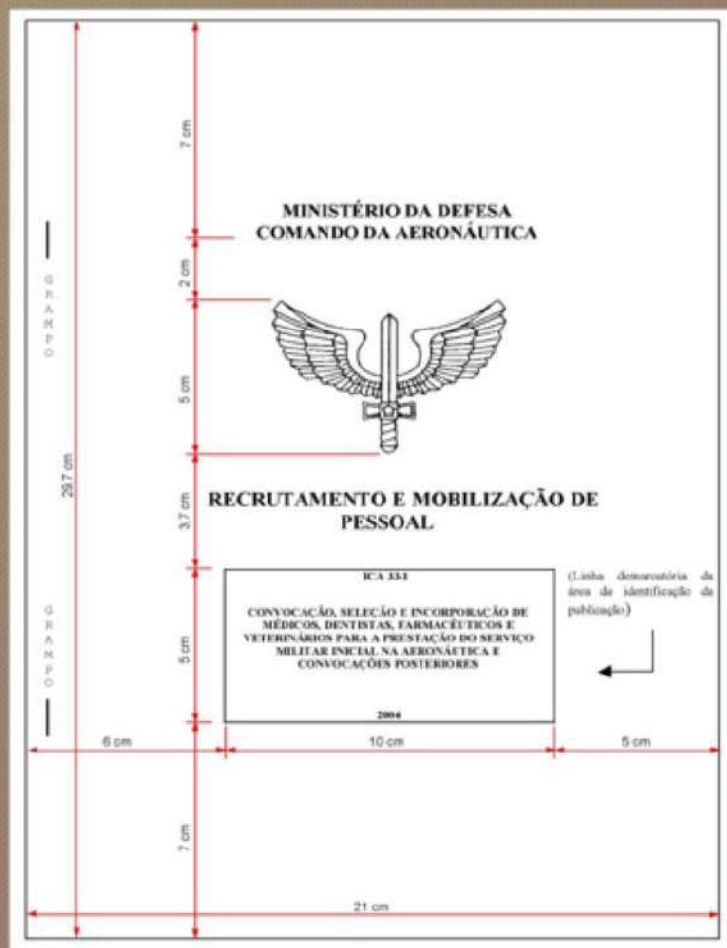 7 cm
MINISTÉRIO DA DEFESA
COMANDO DA AERONÁUTICA
2 cm
GRAMPO
5 cm
29.7 cm
3.7 cm
RECRUTAMENTO E MOBILIZAÇÃO DE
PESSOAL
ICA 33-1
(Linha demarcatória da
área de identificação da
publicação)
CONVOCAÇÃO, SELEÇÃO E INCORPORAÇÃO DE
MÉDICOS, DENTISTAS, FARMACÊUTICOS E
VETERINÁRIOS PARA A PRESTAÇÃO DO SERVIÇO
MILITAR INICIAL NA AERONÁUTICA E
CONVOCAÇÕES POSTERIORES
GRAMPO
5 cm
2004
6 cm
10 cm
5 cm
7 cm
21 cm